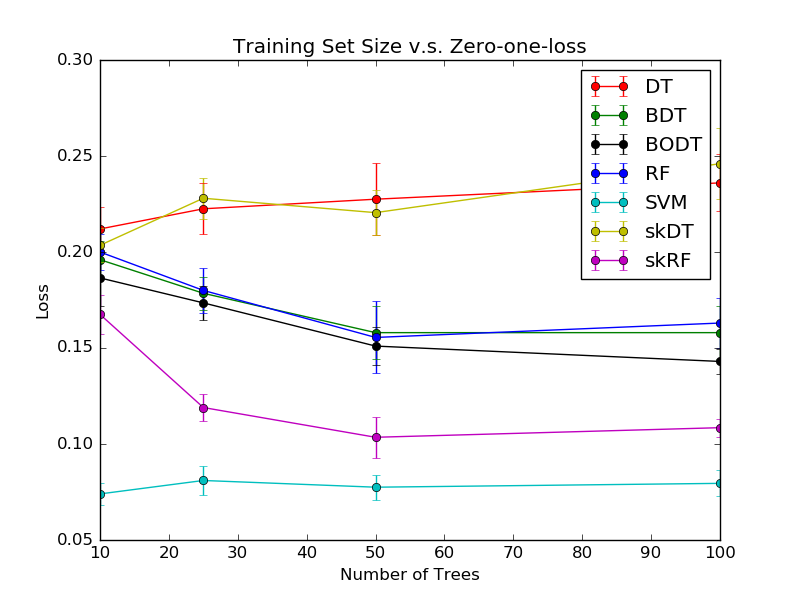 Training Set Size v.s. Zero-one-loss
0.30
0.25
0.20
0.15
0.10
0.05
Loss
DT
BDT
BODT
RF
SVM
skDT
skRF
10 20 30 40 50 60 70 80 90 100
Number of Trees